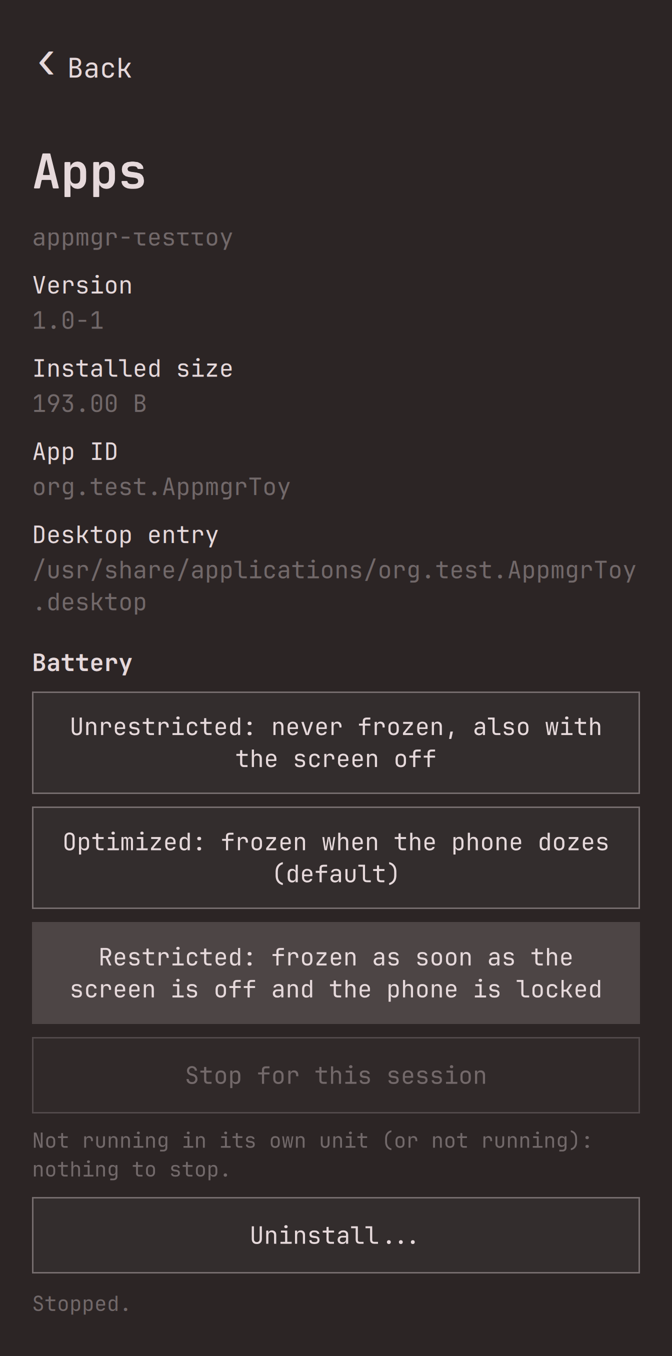 Back
Apps
appmgr-testtoy
Version
1.0-1
Installed size
193.00 B
App ID
org.test.AppmgrToy
Desktop entry
/usr/share/applications/org.test.AppmgrToy
.desktop
Battery
Unrestricted: never frozen, also with
the screen off
Optimized: frozen when the phone dozes
(default)
Restricted: frozen as soon as the
screen is off and the phone is locked
Stop for this session
Not running in its own unit (or not running):
nothing to stop.
Uninstall...
Stopped.